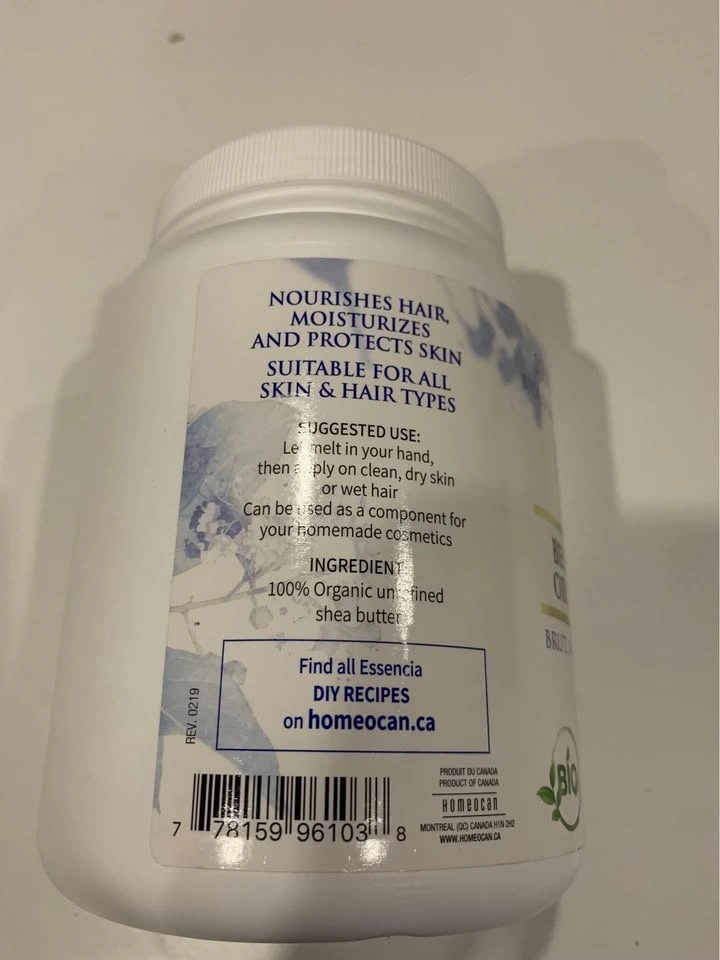 NOURISHES HAIR,
MOISTURIZES
AND PROTECTS SKIN
SUITABLE FOR ALL
SKIN & HAIR TYPES
SUGGESTED USE:
Let melt in your hand,
then apply on clean, dry skin
or wet hair
Can be used as a component for
your homemade cosmetics
INGREDIENT
100% Organic unrefined
shea butter
Find all Essencia
DIY RECIPES
on homeocan.ca
REV. 0219
7 78159 96103 8
PRODUIT DU CANADA
PRODUCT OF CANADA
Homeocan
MONTREAL (QC) CANADA H1N 2H2
WWW.HOMEOCAN.CA
BIO